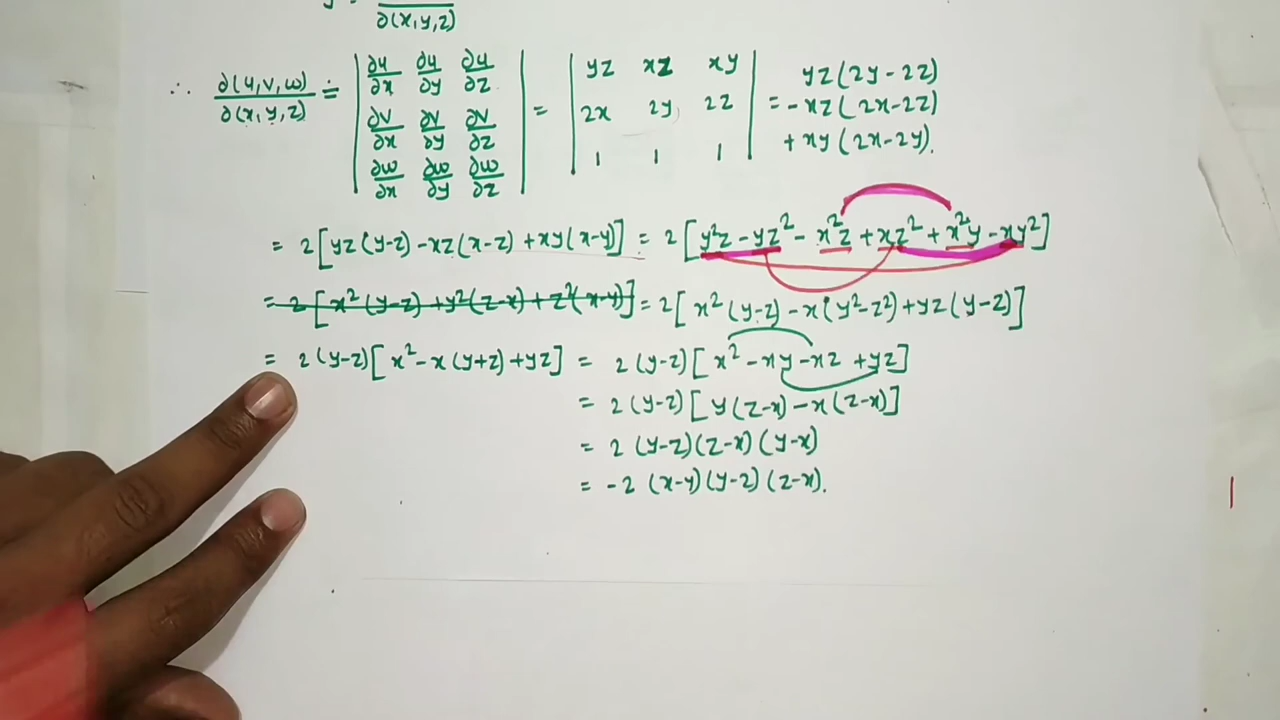 ∂(x,y,z)
∴ ∂(u,v,w)/∂(x,y,z) = | ∂u/∂x ∂u/∂y ∂u/∂z | = | yz xz xy | = yz(2y-2z)
| ∂v/∂x ∂v/∂y ∂v/∂z | | 2x 2y 2z | -xz(2x-2z)
| ∂w/∂x ∂w/∂y ∂w/∂z | | 1 1 1 | +xy(2x-2y).
= 2[yz(y-z)-xz(x-z)+xy(x-y)] = 2[y²z-yz²-x²z+xz²+x²y-xy²]
= 2[x²(y-z)+y²(z-x)+z²(x-y)] = 2[x²(y-z)-x(y²-z²)+yz(y-z)]
= 2(y-z)[x²-x(y+z)+yz] = 2(y-z)[x²-xy-xz+yz]
= 2(y-z)[y(z-x)-x(z-x)]
= 2(y-z)(z-x)(y-x)
= -2(x-y)(y-z)(z-x).